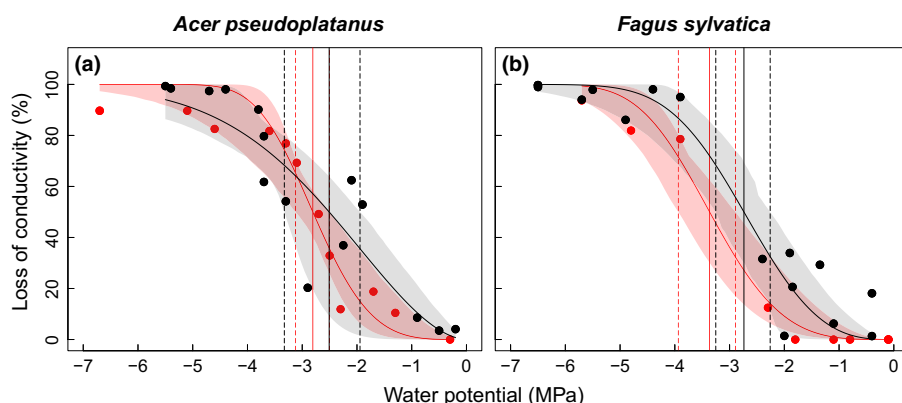 Acer pseudoplatanus
Fagus sylvatica
(a)
(b)
Loss of conductivity (%)
100
80
60
40
20
0
−7 −6 −5 −4 −3 −2 −1 0
−7 −6 −5 −4 −3 −2 −1 0
Water potential (MPa)